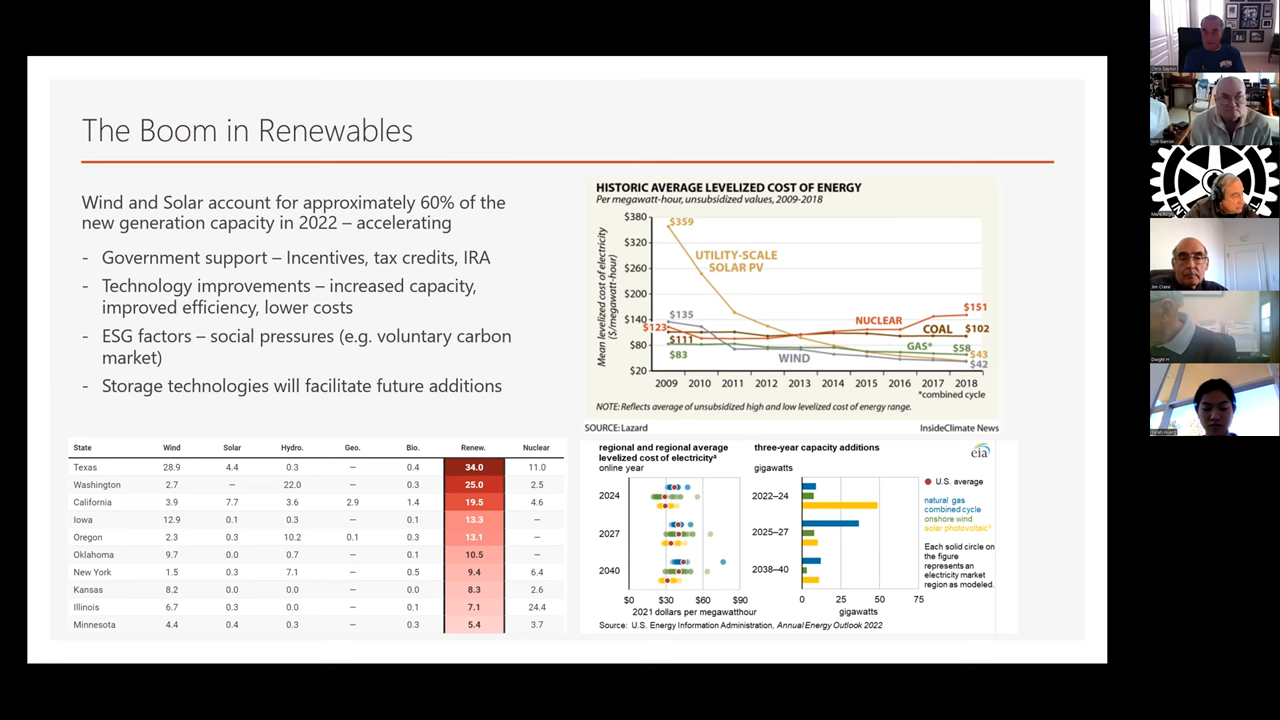 The Boom in Renewables
Wind and Solar account for approximately 60% of the
new generation capacity in 2022 – accelerating
- Government support – Incentives, tax credits, IRA
- Technology improvements – increased capacity,
improved efficiency, lower costs
- ESG factors – social pressures (e.g. voluntary carbon
market)
- Storage technologies will facilitate future additions
HISTORIC AVERAGE LEVELIZED COST OF ENERGY
Per megawatt-hour, unsubsidized values, 2009-2018
Mean levelized cost of electricity
($/megawatt-hour)
$380
$320
$260
$200
$140
$80
$20
$359
UTILITY-SCALE
SOLAR PV
$135
$123
$111
$83
NUCLEAR
$151
COAL
$102
GAS*
$58
WIND
$43
$42
2009 2010 2011 2012 2013 2014 2015 2016 2017 2018
*combined cycle
NOTE: Reflects average of unsubsidized high and low levelized cost of energy range.
SOURCE: Lazard
InsideClimate News
State Wind Solar Hydro. Geo. Bio. Renew. Nuclear
Texas 28.9 4.4 0.3 — 0.4 34.0 11.0
Washington 2.7 — 22.0 — 0.3 25.0 2.5
California 3.9 7.7 3.6 2.9 1.4 19.5 4.6
Iowa 12.9 0.1 0.3 — 0.1 13.3 —
Oregon 2.3 0.3 10.2 0.1 0.3 13.1 —
Oklahoma 9.7 0.0 0.7 — 0.1 10.5 —
New York 1.5 0.3 7.1 — 0.5 9.4 6.4
Kansas 8.2 0.0 0.0 — 0.0 8.3 2.6
Illinois 6.7 0.3 0.0 — 0.0 7.1 24.4
Minnesota 4.4 0.4 0.3 — 0.3 5.4 3.7
regional and regional average
levelized cost of electricity³
online year
2024
2027
2040
$0 $30 $60 $90
2021 dollars per megawatthour
three-year capacity additions
gigawatts
2022–24
2025–27
2038–40
0 25 50 75
gigawatts
eia
U.S. average
natural gas
combined cycle
onshore wind
solar photovoltaic
Each solid circle on
the figure
represents an
electricity market
region as modeled.
Source: U.S. Energy Information Administration, Annual Energy Outlook 2022
Chris Gaynor
Tom Barron
Jim Crane
Dwight H